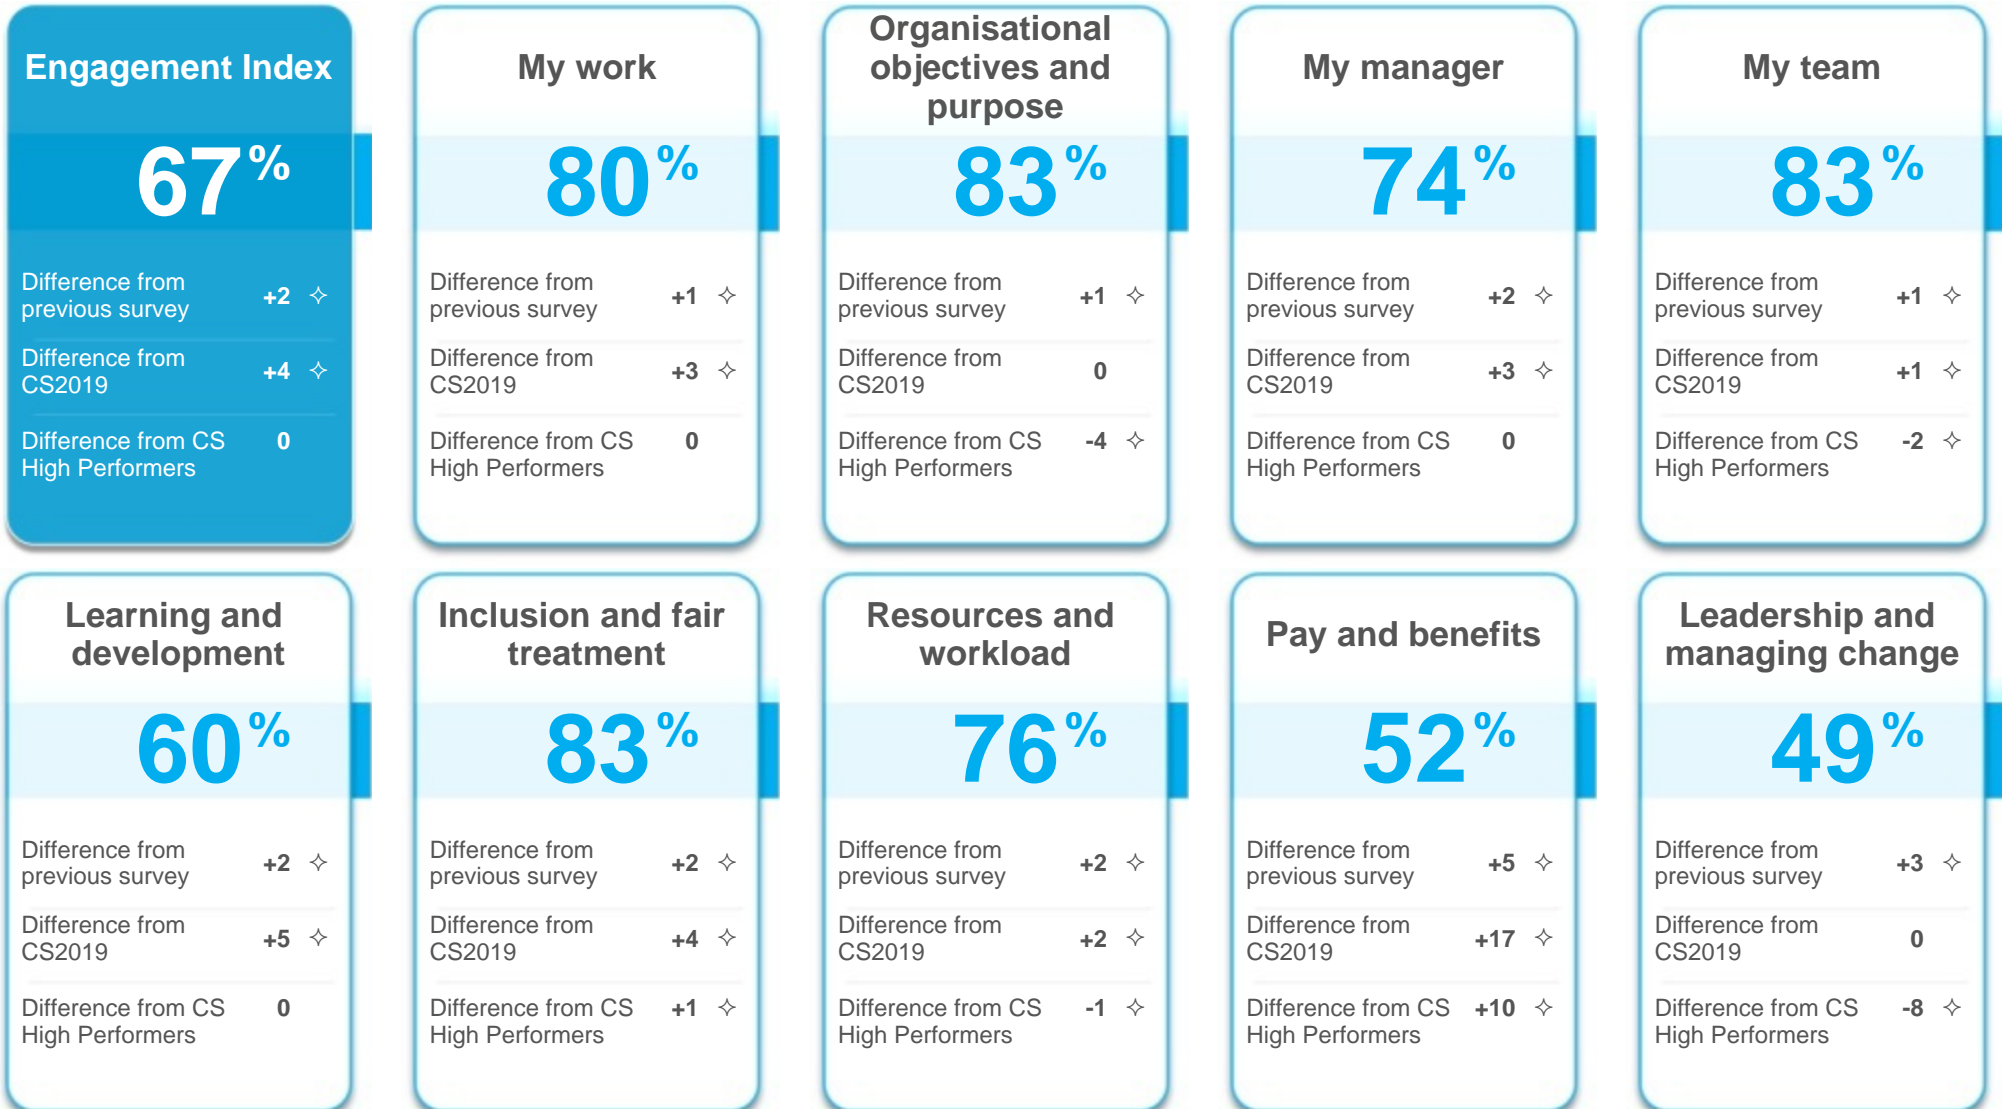 Engagement Index
67%
Difference from
previous survey +2 ✧
Difference from
CS2019 +4 ✧
Difference from CS 0
High Performers
My work
80%
Difference from
previous survey +1 ✧
Difference from
CS2019 +3 ✧
Difference from CS 0
High Performers
Organisational
objectives and
purpose
83%
Difference from
previous survey +1 ✧
Difference from
CS2019 0
Difference from CS -4 ✧
High Performers
My manager
74%
Difference from
previous survey +2 ✧
Difference from
CS2019 +3 ✧
Difference from CS 0
High Performers
My team
83%
Difference from
previous survey +1 ✧
Difference from
CS2019 +1 ✧
Difference from CS -2 ✧
High Performers
Learning and
development
60%
Difference from
previous survey +2 ✧
Difference from
CS2019 +5 ✧
Difference from CS 0
High Performers
Inclusion and fair
treatment
83%
Difference from
previous survey +2 ✧
Difference from
CS2019 +4 ✧
Difference from CS +1 ✧
High Performers
Resources and
workload
76%
Difference from
previous survey +2 ✧
Difference from
CS2019 +2 ✧
Difference from CS -1 ✧
High Performers
Pay and benefits
52%
Difference from
previous survey +5 ✧
Difference from
CS2019 +17 ✧
Difference from CS +10 ✧
High Performers
Leadership and
managing change
49%
Difference from
previous survey +3 ✧
Difference from
CS2019 0
Difference from CS -8 ✧
High Performers